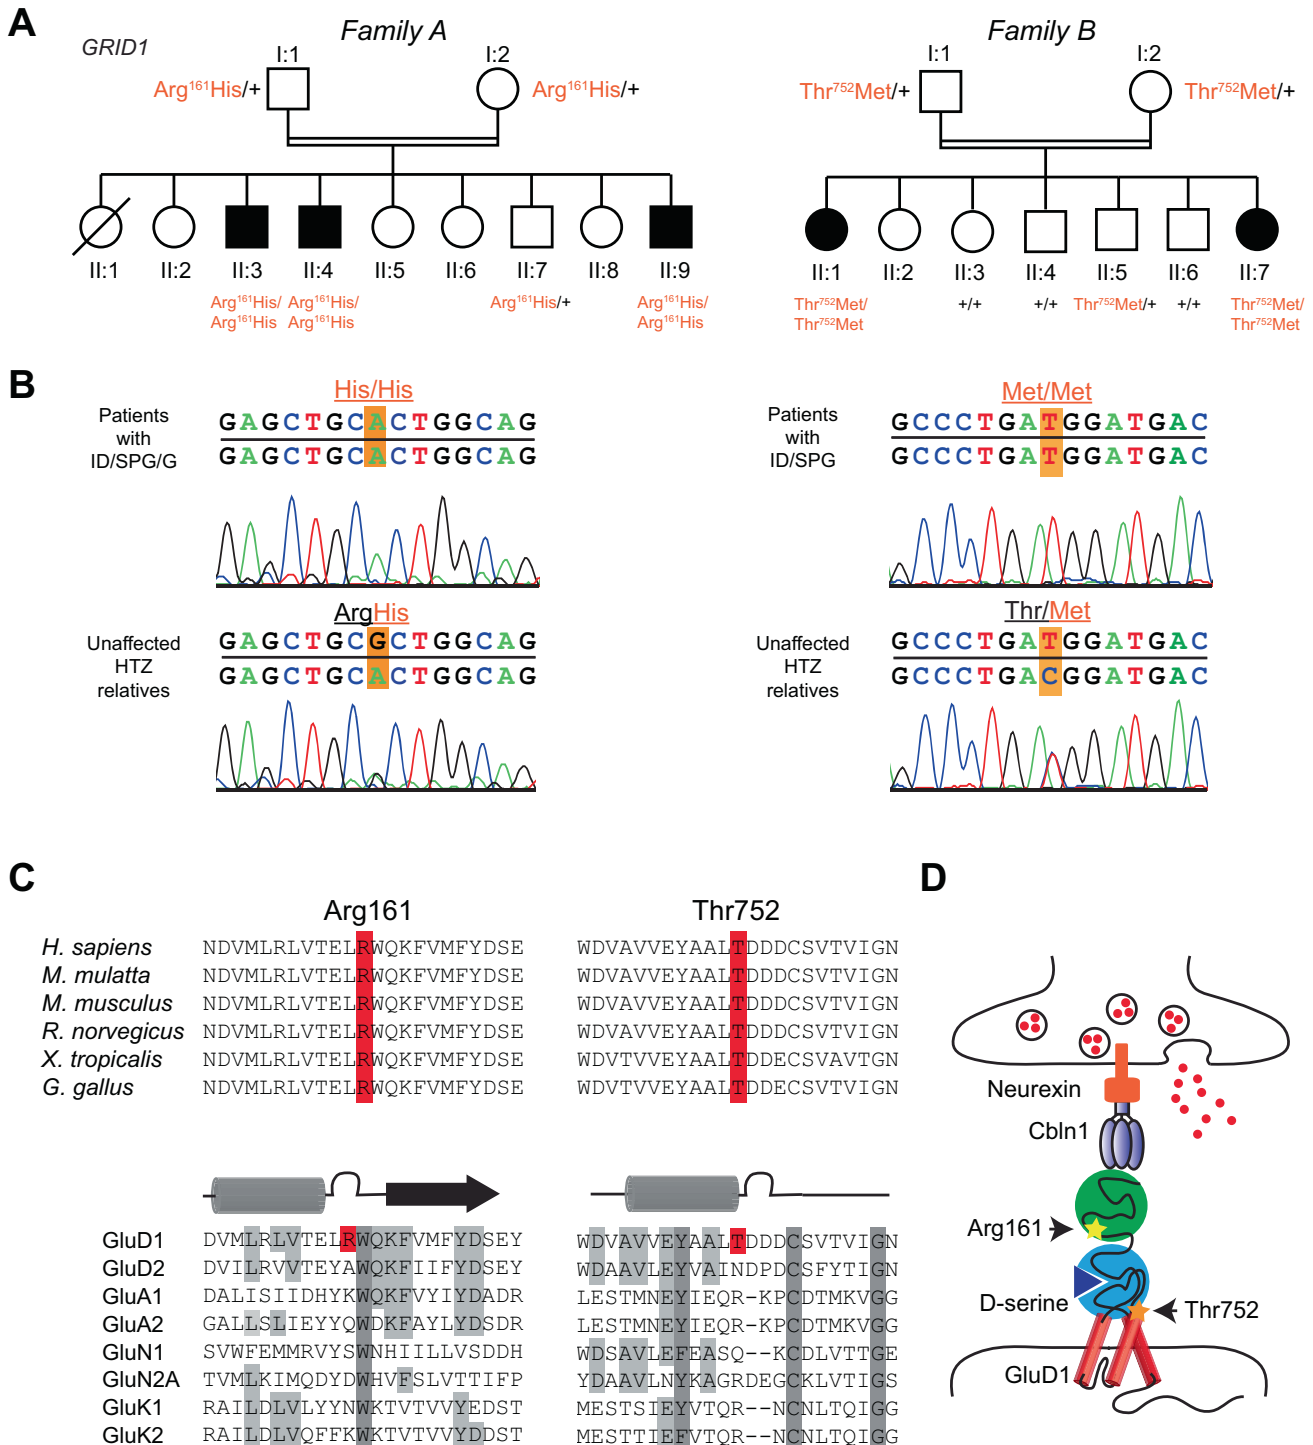 A
GRID1
Family A
Family B
I:1
I:2
I:1
I:2
Arg161His/+
Arg161His/+
Thr752Met/+
Thr752Met/+
II:1 II:2 II:3 II:4 II:5 II:6 II:7 II:8 II:9
Arg161His/ Arg161His/ Arg161His/+ Arg161His/
Arg161His Arg161His Arg161His
II:1 II:2 II:3 II:4 II:5 II:6 II:7
Thr752Met/ +/+ +/+ Thr752Met/+ +/+ Thr752Met/
Thr752Met Thr752Met
B
His/His
Patients
with
ID/SPG/G
GAGCTGCACTGGCAG
GAGCTGCACTGGCAG
Met/Met
Patients
with
ID/SPG
GCCCTGATGGATGAC
GCCCTGATGGATGAC
ArgHis
Unaffected
HTZ
relatives
GAGCTGCGCTGGCAG
GAGCTGCACTGGCAG
Thr/Met
Unaffected
HTZ
relatives
GCCCTGATGGATGAC
GCCCTGACGGATGAC
C
Arg161
Thr752
H. sapiens NDVMLRLVTELRWQKFVMFYDSE WDVAVVEYAALTDDDCSVTVIGN
M. mulatta NDVMLRLVTELRWQKFVMFYDSE WDVAVVEYAALTDDDCSVTVIGN
M. musculus NDVMLRLVTELRWQKFVMFYDSE WDVAVVEYAALTDDDCSVTVIGN
R. norvegicus NDVMLRLVTELRWQKFVMFYDSE WDVAVVEYAALTDDDCSVTVIGN
X. tropicalis NDVMLRLVTELRWQKFVMFYDSE WDVTVVEYAALTDDECSVAVTGN
G. gallus NDVMLRLVTELRWQKFVMFYDSE WDVTVVEYAALTDDECSVTVIGN
GluD1 DVMLRLVTELRWQKFVMFYDSEY WDVAVVEYAALTDDDCSVTVIGN
GluD2 DVILRVVTEYAWQKFIIFYDSEY WDAAVLEYVAINDPDCSFYTIGN
GluA1 DALISIIDHYKWQKFVYIYDADR LESTMNEYIEQR-KPCDTMKVGG
GluA2 GALLSLIEYYQWDKFAYLYDSDR LESTMNEYIEQR-KPCDTMKVGG
GluN1 SVWFEMMRVYSWNHIILLVSDDH WDSAVLEFEASQ--KCDLVTTGE
GluN2A TVMLKIMQDYDWHVFSLVTTIFP YDAAVLNYKAGRDEGCKLVTIGS
GluK1 RAILDLVLYYNWKTVTVVYEDST MESTSIEYVTQR--NCNLTQIGG
GluK2 RAILDLVQFFKWKTVTVVYDDST MESTTIEFVTQR--NCNLTQIGG
D
Neurexin
Cbln1
Arg161
D-serine
Thr752
GluD1